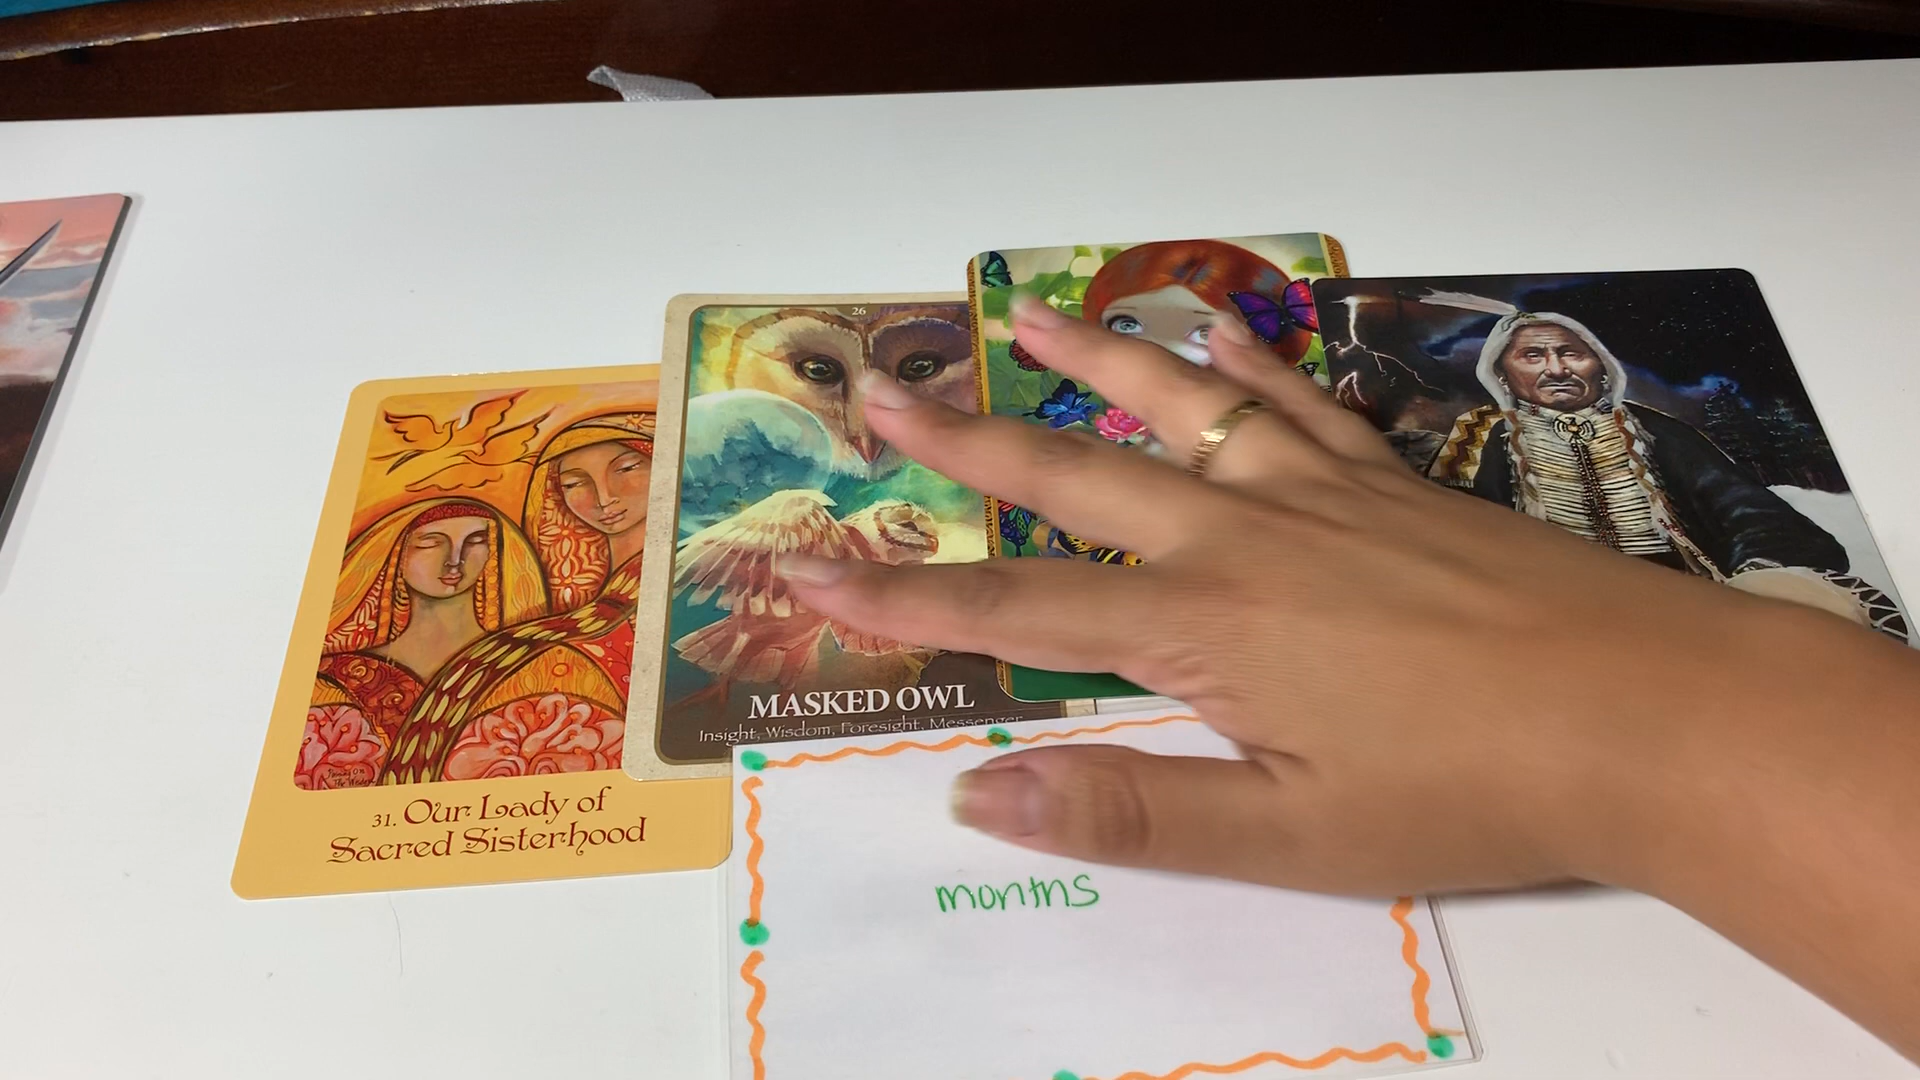 26
MASKED OWL
Insight, Wisdom, Foresight, Messenger
31. Our Lady of
Sacred Sisterhood
months